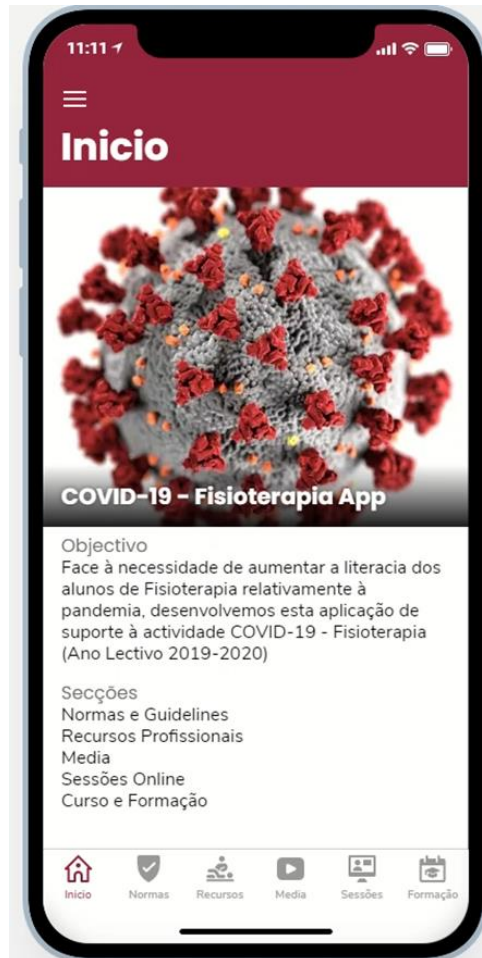 11:11
Inicio
COVID-19 - Fisioterapia App
Objectivo
Face à necessidade de aumentar a literacia dos
alunos de Fisioterapia relativamente à
pandemia, desenvolvemos esta aplicação de
suporte à actividade COVID-19 - Fisioterapia
(Ano Lectivo 2019-2020)
Secções
Normas e Guidelines
Recursos Profissionais
Media
Sessões Online
Curso e Formação
Inicio Normas Recursos Media Sessões Formação